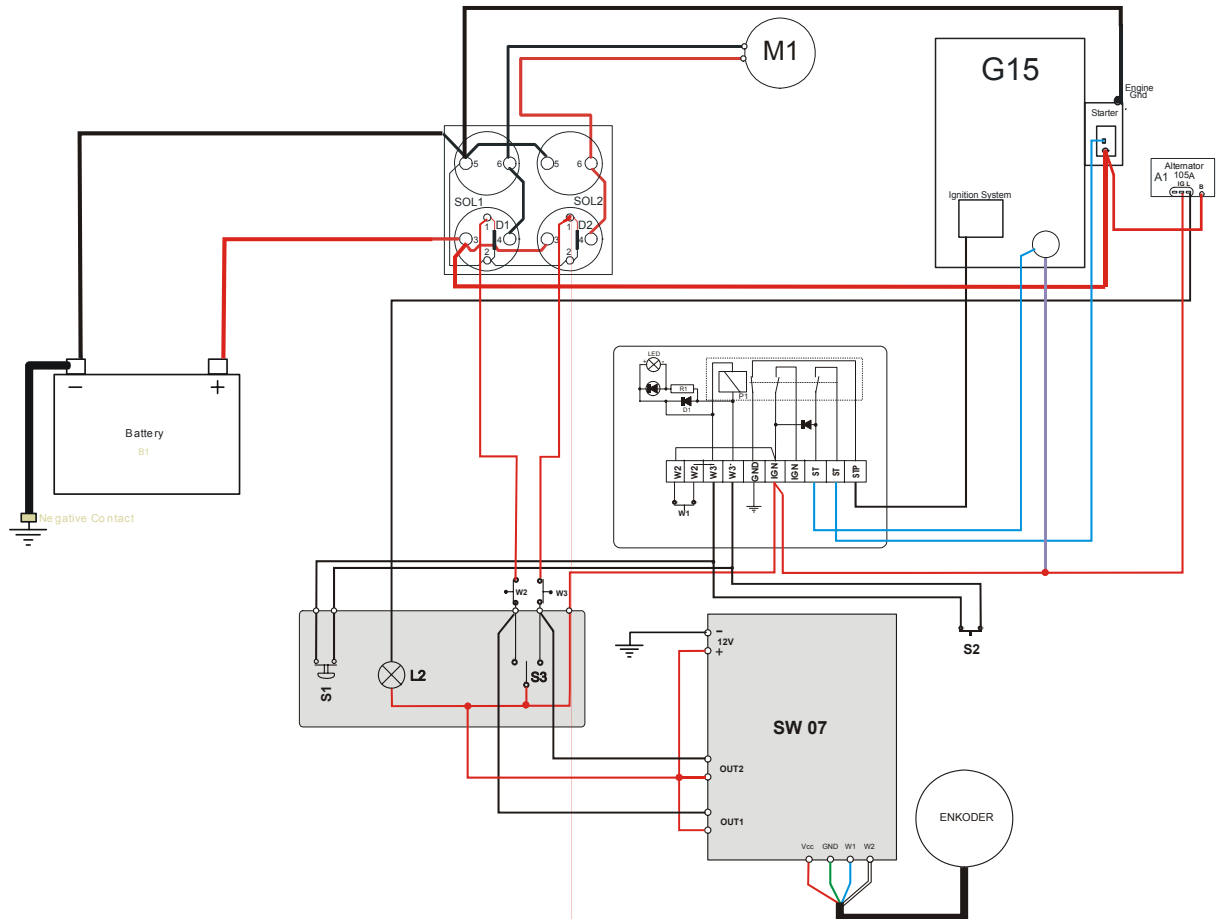 M1
G15
Engine
Gnd
Starter
Alternator
A1 105A
IG L
B
5 6 5 6
SOL1 SOL2
Ignition System
1 D1 1 D2
3 4 3 4
2 2
LED
+ -
R1
D1
P1
− +
Battery
B1
W2 W2 W3 W3 GND IGN IGN ST ST STP
W1
Negative Contact
W2 W3
−
12V
+
S2
S1
L2 S3
SW 07
OUT2
OUT1
ENKODER
Vcc GND W1 W2